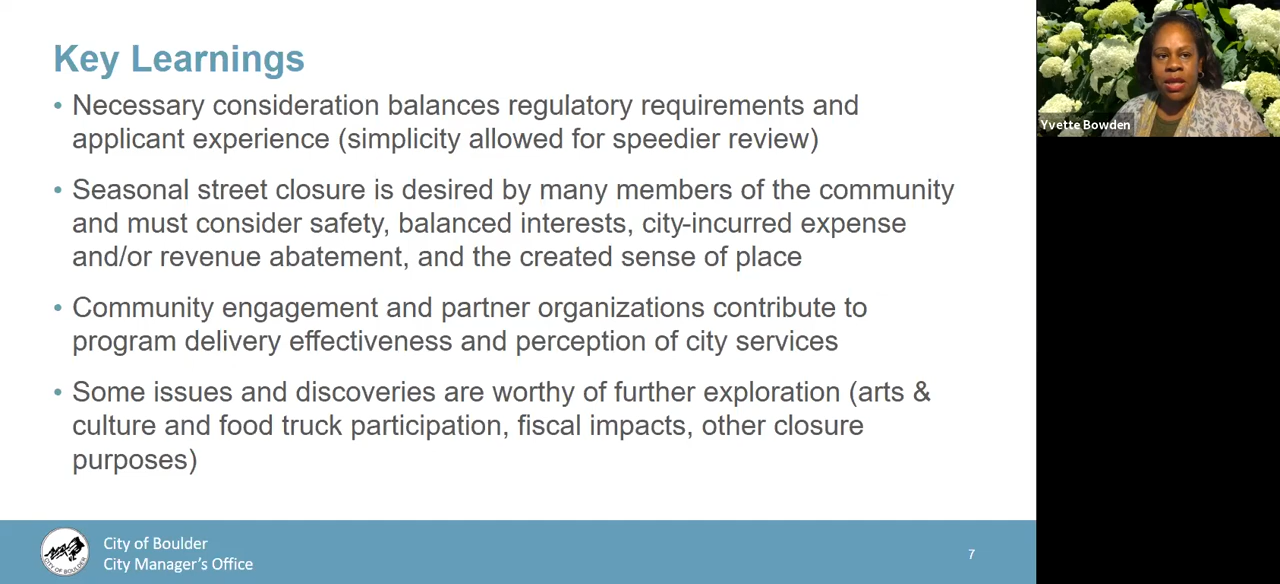 Key Learnings
• Necessary consideration balances regulatory requirements and
applicant experience (simplicity allowed for speedier review)
• Seasonal street closure is desired by many members of the community
and must consider safety, balanced interests, city-incurred expense
and/or revenue abatement, and the created sense of place
• Community engagement and partner organizations contribute to
program delivery effectiveness and perception of city services
• Some issues and discoveries are worthy of further exploration (arts &
culture and food truck participation, fiscal impacts, other closure
purposes)
Yvette Bowden
CITY OF BOULDER
City of Boulder
City Manager's Office
7